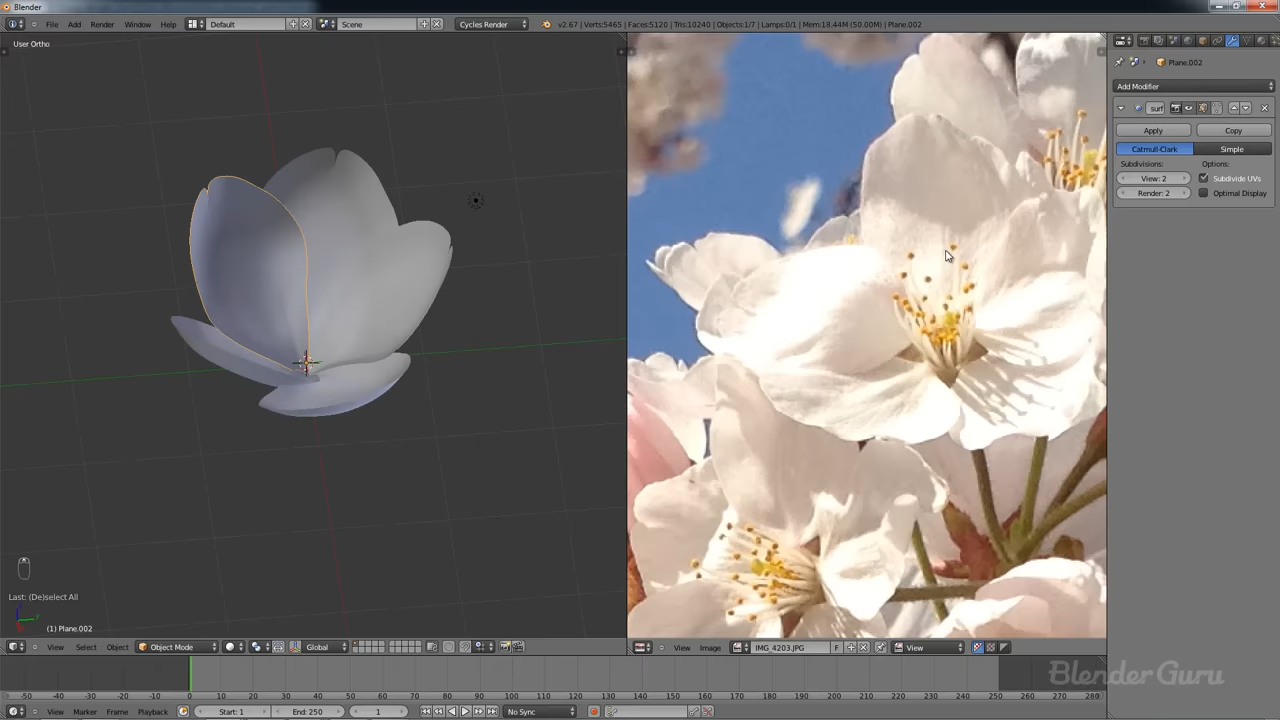 Blender
File Add Render Window Help Default Scene Cycles Render v2.67 | Verts:5465 | Faces:5120 | Tris:10240 | Objects:1/7 | Lamps:0/1 | Mem:18.44M (50.00M) | Plane.002
User Ortho
Plane.002
Add Modifier
surf
Apply Copy
Catmull-Clark Simple
Subdivisions: Options:
View: 2 Subdivide UVs
Render: 2 Optimal Display
Last: (De)select All
(1) Plane.002
View Select Object Object Mode Global View Image IMG_4203.JPG F View
BlenderGuru
-50 -40 -30 -20 -10 0 10 20 30 40 50 60 70 80 90 100 110 120 130 140 150 160 170 180 190 200 210 220 230 240 250 260 270 280
View Marker Frame Playback Start: 1 End: 250 1 No Sync